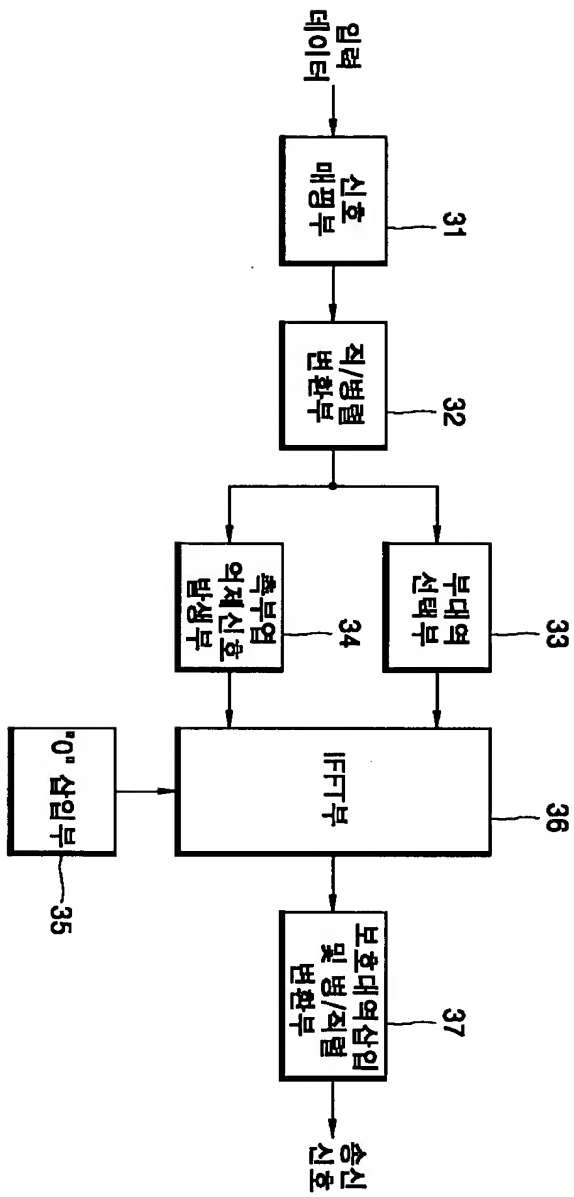 입력
데이터
신호
매핑부
31
직/병렬
변환부
32
부대역
선택부
33
측부엽
억제신호
발생부
34
"0" 삽입부
35
IFFT부
36
보호대역삽입
및 병/직렬
변환부
37
송신
신호